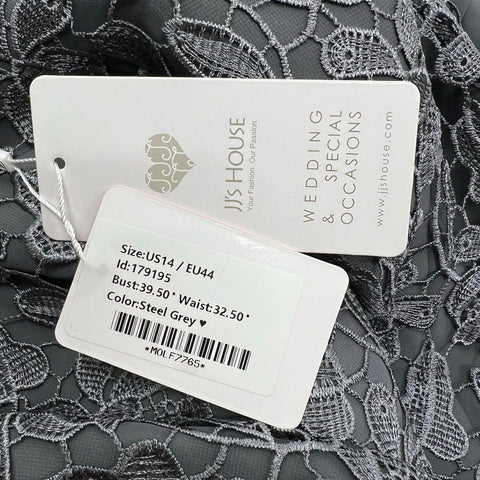 JJ's HOUSE
Your Fashion. Our Passion.
WEDDING
& SPECIAL
OCCASIONS
www.jjshouse.com
Size:US14 / EU44
Id:179195
Bust:39.50" Waist:32.50"
Color:Steel Grey ♥
*MOLF7765*